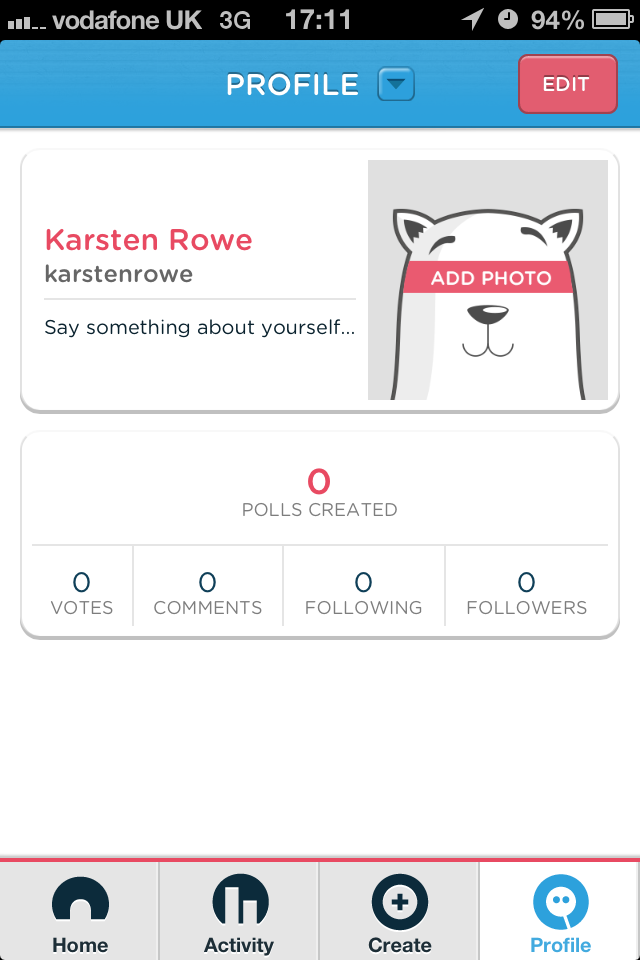 vodafone UK 3G 17:11 94%
PROFILE
EDIT
Karsten Rowe
karstenrowe
Say something about yourself...
ADD PHOTO
0
POLLS CREATED
0 0 0 0
VOTES COMMENTS FOLLOWING FOLLOWERS
Home Activity Create Profile